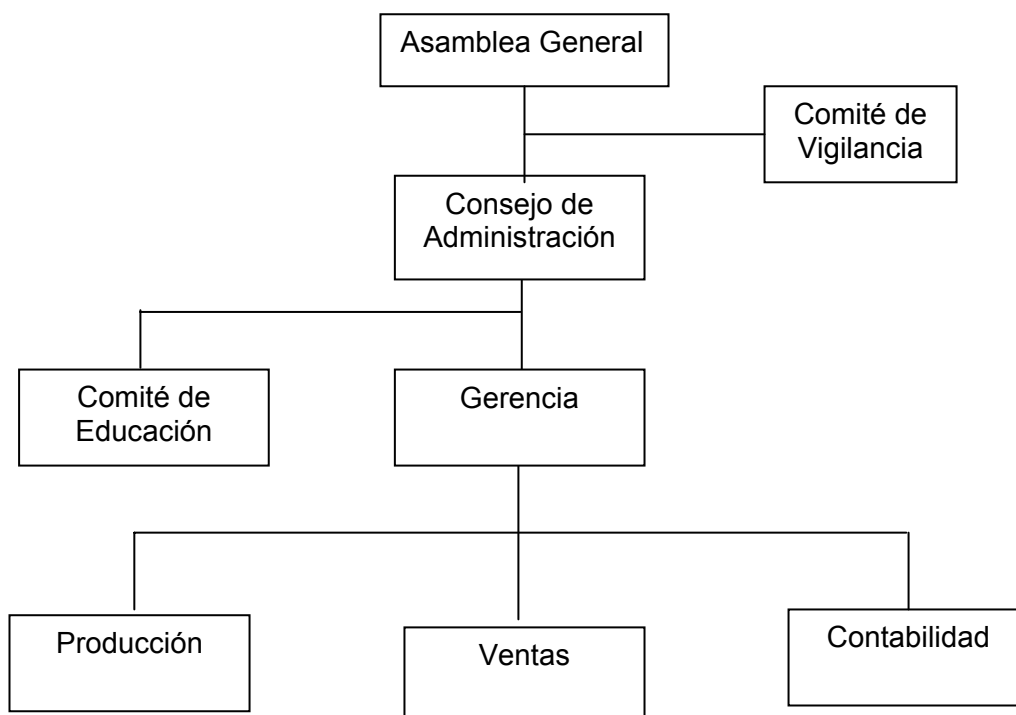 Asamblea General
Comité de
Vigilancia
Consejo de
Administración
Comité de
Educación
Gerencia
Producción
Ventas
Contabilidad